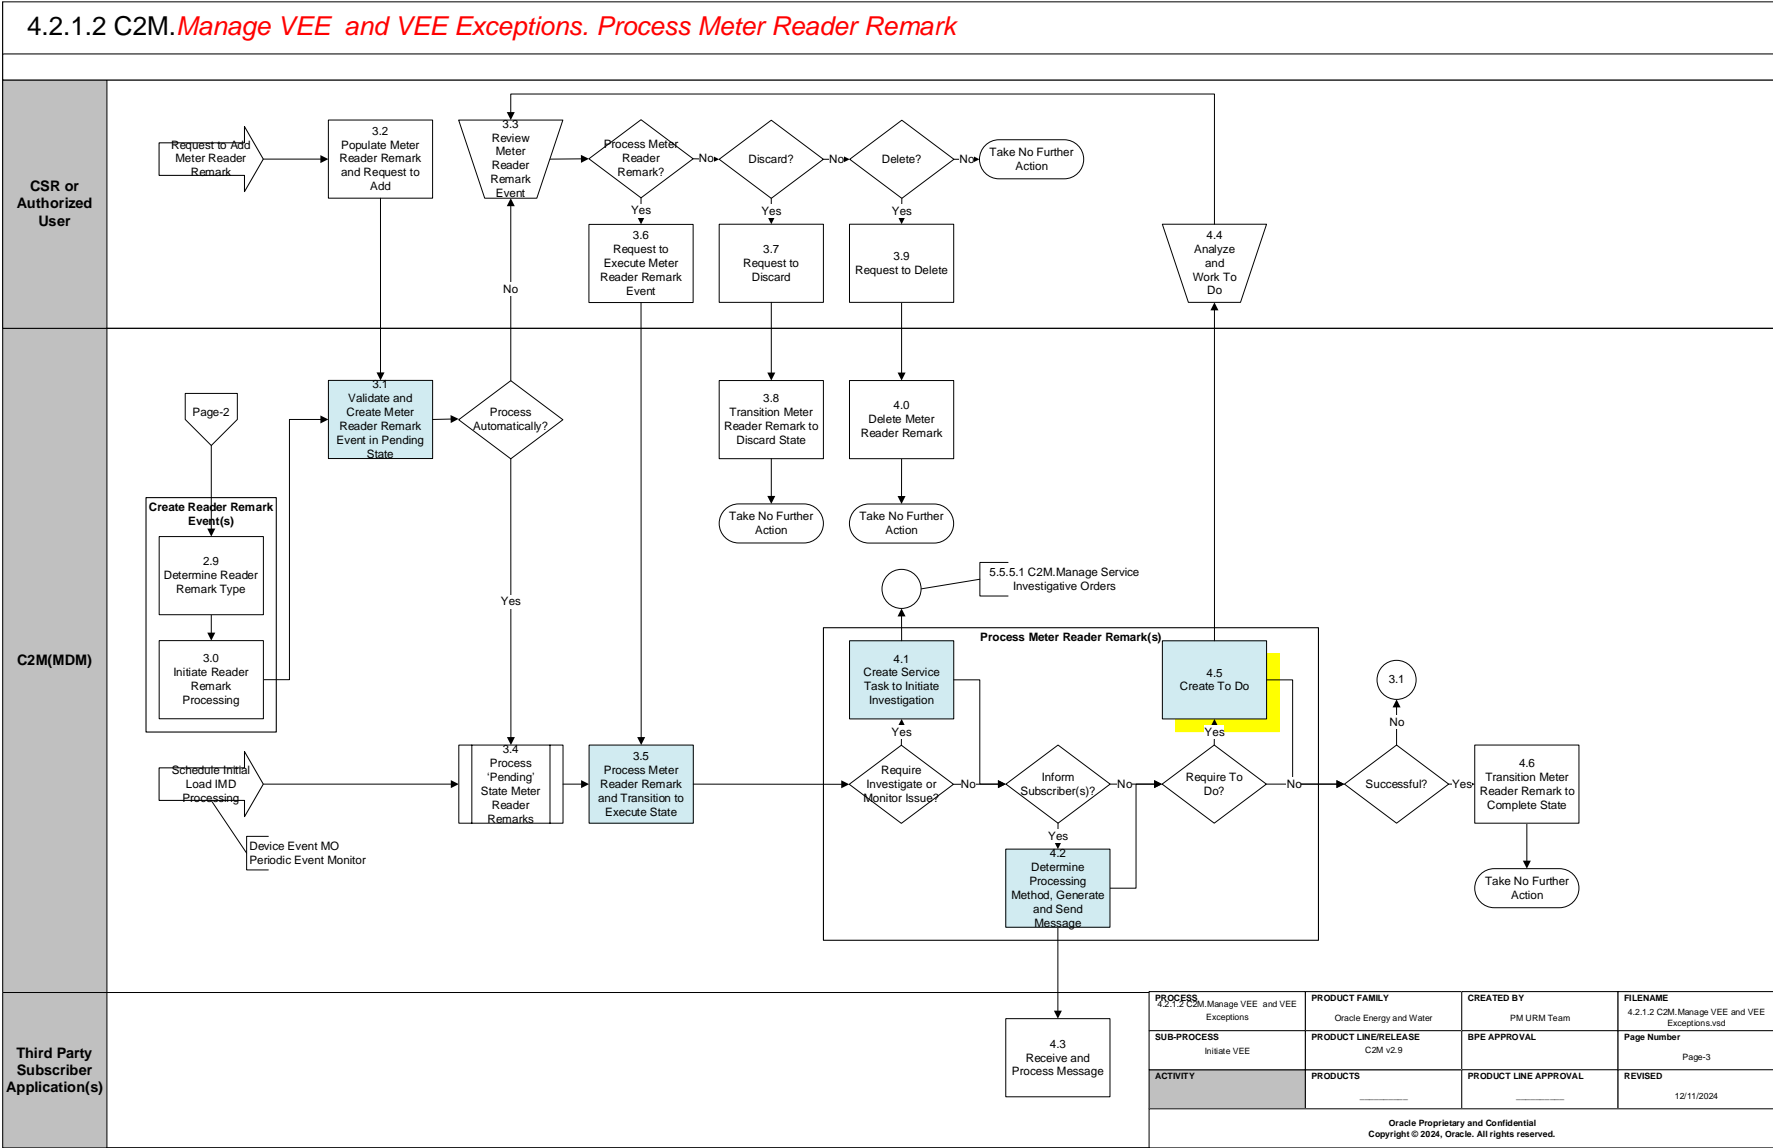 4.2.1.2 C2M.Manage VEE and VEE Exceptions. Process Meter Reader Remark
CSR or
Authorized
User
Request to Add
Meter Reader
Remark
3.2
Populate Meter
Reader Remark
and Request to
Add
3.3
Review
Meter
Reader
Remark
Event
Process Meter
Reader
Remark?
No
Discard?
No
Delete?
No
Take No Further
Action
Yes
Yes
Yes
3.6
Request to
Execute Meter
Reader Remark
Event
3.7
Request to
Discard
3.9
Request to Delete
4.4
Analyze
and
Work To
Do
No
C2M(MDM)
Page-2
3.1
Validate and
Create Meter
Reader Remark
Event in Pending
State
Process
Automatically?
3.8
Transition Meter
Reader Remark to
Discard State
4.0
Delete Meter
Reader Remark
Take No Further
Action
Take No Further
Action
Create Reader Remark
Event(s)
2.9
Determine Reader
Remark Type
3.0
Initiate Reader
Remark
Processing
Yes
5.5.5.1 C2M.Manage Service
Investigative Orders
Process Meter Reader Remark(s)
4.1
Create Service
Task to Initiate
Investigation
4.5
Create To Do
3.1
No
Yes
Yes
Schedule Initial
Load IMD
Processing
Device Event MO
Periodic Event Monitor
3.4
Process
‘Pending’
State Meter
Reader
Remarks
3.5
Process Meter
Reader Remark
and Transition to
Execute State
Require
Investigate or
Monitor Issue?
No
Inform
Subscriber(s)?
No
Require To
Do?
No
Successful?
Yes
4.6
Transition Meter
Reader Remark to
Complete State
Yes
4.2
Determine
Processing
Method, Generate
and Send
Message
Take No Further
Action
Third Party
Subscriber
Application(s)
4.3
Receive and
Process Message
PROCESS
4.2.1.2 C2M.Manage VEE and VEE
Exceptions
PRODUCT FAMILY
Oracle Energy and Water
CREATED BY
PM URM Team
FILENAME
4.2.1.2 C2M.Manage VEE and VEE
Exceptions.vsd
SUB-PROCESS
Initiate VEE
PRODUCT LINE/RELEASE
C2M v2.9
BPE APPROVAL
Page Number
Page-3
ACTIVITY
PRODUCTS
PRODUCT LINE APPROVAL
REVISED
12/11/2024
Oracle Proprietary and Confidential
Copyright © 2024, Oracle. All rights reserved.